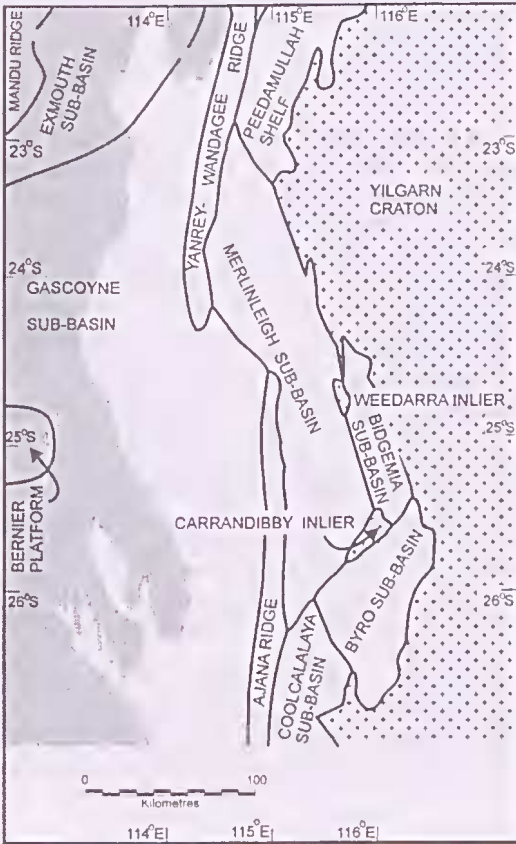 114°E
115°E
116°E
MANDU RIDGE
EXMOUTH
SUB-BASIN
YANREY- WANDAGEE RIDGE
PEEDAMULLAH
SHELF
23°S
23°S
YILGARN
CRATON
24°S
24°S
GASCOYNE
SUB-BASIN
MERLINLEIGH SUB-BASIN
WEEDARRA INLIER
25°S
25°S
BIDGEMIA
SUB-BASIN
BERNIER
PLATFORM
CARRANDIBBY INLIER
BYRO SUB-BASIN
26°S
26°S
AJANA RIDGE
COOLCALALAYA
SUB-BASIN
0 100
Kilometres
114°E
115°E
116°E